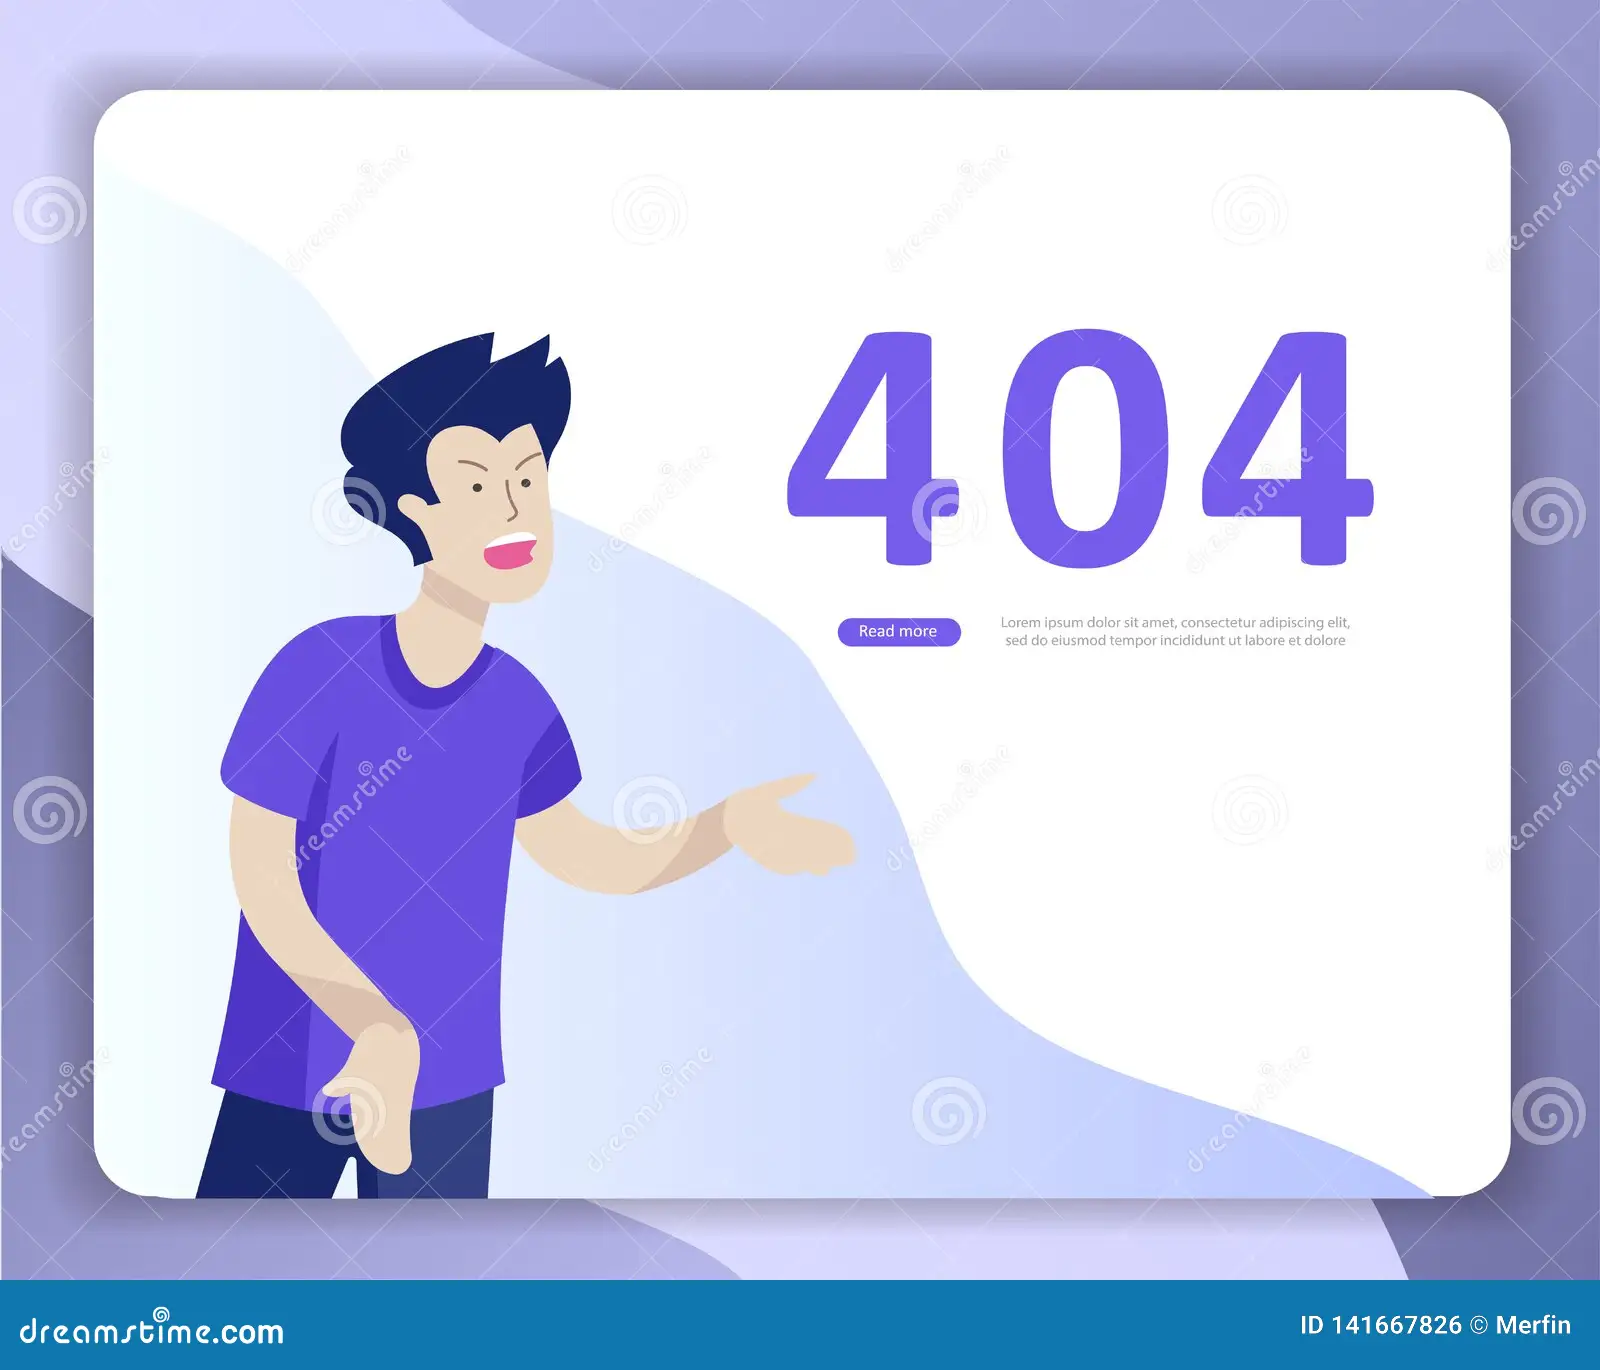 404
Read more
Lorem ipsum dolor sit amet, consectetur adipiscing elit,
sed do eiusmod tempor incididunt ut labore et dolore
dreamstime.com
ID 141667826 © Merfin